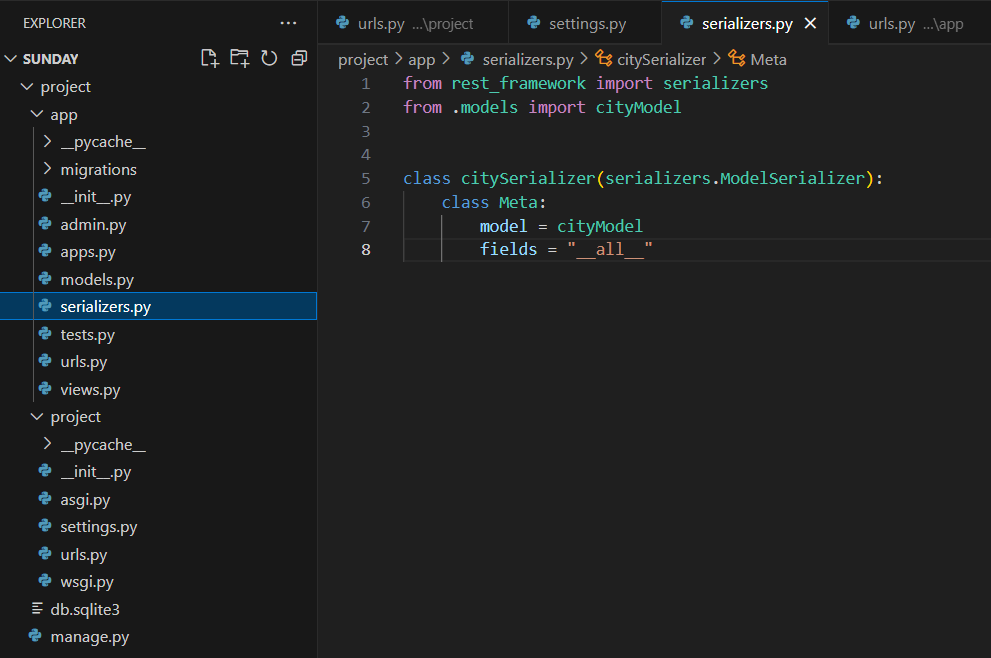 EXPLORER
SUNDAY
project
app
__pycache__
migrations
__init__.py
admin.py
apps.py
models.py
serializers.py
tests.py
urls.py
views.py
project
__pycache__
__init__.py
asgi.py
settings.py
urls.py
wsgi.py
db.sqlite3
manage.py
urls.py ...\project settings.py serializers.py urls.py ...\app
project > app > serializers.py > citySerializer > Meta
1 from rest_framework import serializers
2 from .models import cityModel
3
4
5 class citySerializer(serializers.ModelSerializer):
6     class Meta:
7         model = cityModel
8         fields = "__all__"